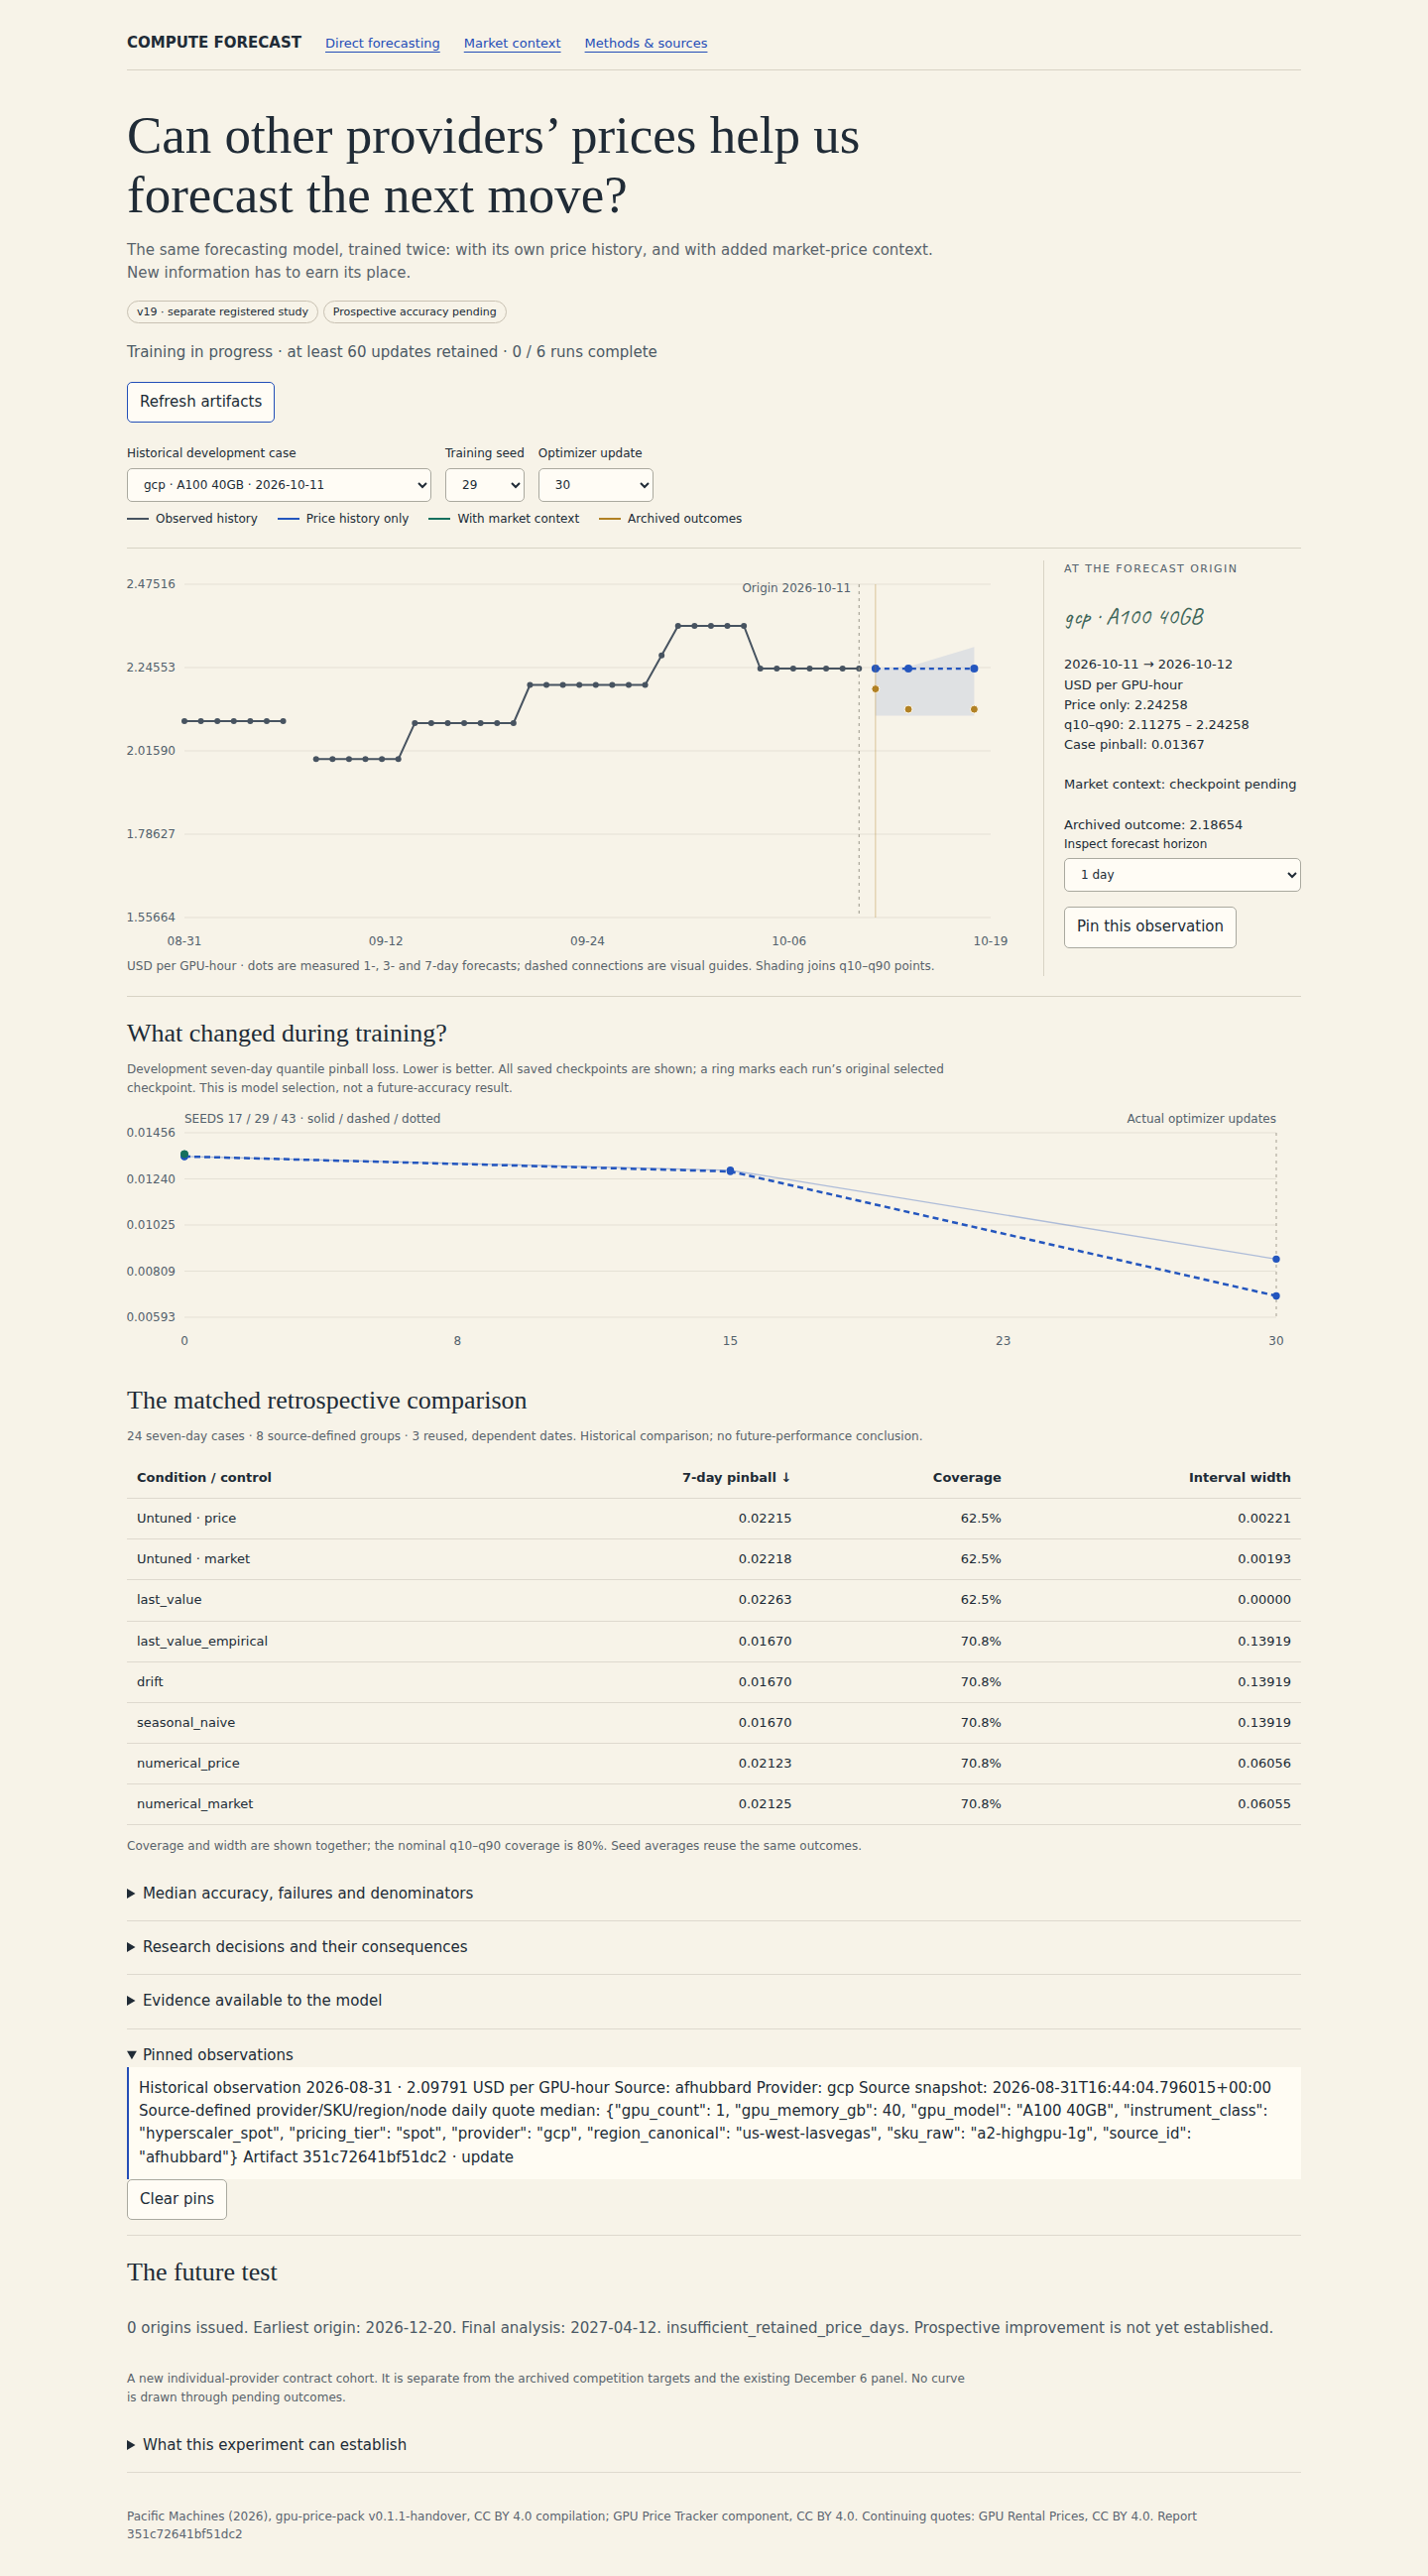 COMPUTE FORECAST Direct forecasting Market context Methods & sources
Can other providers’ prices help us
forecast the next move?
The same forecasting model, trained twice: with its own price history, and with added market-price context.
New information has to earn its place.
v19 · separate registered study Prospective accuracy pending
Training in progress · at least 60 updates retained · 0 / 6 runs complete
Refresh artifacts
Historical development case Training seed Optimizer update
gcp · A100 40GB · 2026-10-11 29 30
Observed history Price history only With market context Archived outcomes
2.47516
2.24553
2.01590
1.78627
1.55664
Origin 2026-10-11
08-31 09-12 09-24 10-06 10-19
USD per GPU-hour · dots are measured 1-, 3- and 7-day forecasts; dashed connections are visual guides. Shading joins q10–q90 points.
AT THE FORECAST ORIGIN
gcp · A100 40GB
2026-10-11 → 2026-10-12
USD per GPU-hour
Price only: 2.24258
q10–q90: 2.11275 – 2.24258
Case pinball: 0.01367
Market context: checkpoint pending
Archived outcome: 2.18654
Inspect forecast horizon
1 day
Pin this observation
What changed during training?
Development seven-day quantile pinball loss. Lower is better. All saved checkpoints are shown; a ring marks each run’s original selected
checkpoint. This is model selection, not a future-accuracy result.
SEEDS 17 / 29 / 43 · solid / dashed / dotted Actual optimizer updates
0.01456
0.01240
0.01025
0.00809
0.00593
0 8 15 23 30
The matched retrospective comparison
24 seven-day cases · 8 source-defined groups · 3 reused, dependent dates. Historical comparison; no future-performance conclusion.
Condition / control 7-day pinball ↓ Coverage Interval width
Untuned · price 0.02215 62.5% 0.00221
Untuned · market 0.02218 62.5% 0.00193
last_value 0.02263 62.5% 0.00000
last_value_empirical 0.01670 70.8% 0.13919
drift 0.01670 70.8% 0.13919
seasonal_naive 0.01670 70.8% 0.13919
numerical_price 0.02123 70.8% 0.06056
numerical_market 0.02125 70.8% 0.06055
Coverage and width are shown together; the nominal q10–q90 coverage is 80%. Seed averages reuse the same outcomes.
Median accuracy, failures and denominators
Research decisions and their consequences
Evidence available to the model
Pinned observations
Historical observation 2026-08-31 · 2.09791 USD per GPU-hour Source: afhubbard Provider: gcp Source snapshot: 2026-08-31T16:44:04.796015+00:00
Source-defined provider/SKU/region/node daily quote median: {"gpu_count": 1, "gpu_memory_gb": 40, "gpu_model": "A100 40GB", "instrument_class":
"hyperscaler_spot", "pricing_tier": "spot", "provider": "gcp", "region_canonical": "us-west-lasvegas", "sku_raw": "a2-highgpu-1g", "source_id":
"afhubbard"} Artifact 351c72641bf51dc2 · update
Clear pins
The future test
0 origins issued. Earliest origin: 2026-12-20. Final analysis: 2027-04-12. insufficient_retained_price_days. Prospective improvement is not yet established.
A new individual-provider contract cohort. It is separate from the archived competition targets and the existing December 6 panel. No curve
is drawn through pending outcomes.
What this experiment can establish
Pacific Machines (2026), gpu-price-pack v0.1.1-handover, CC BY 4.0 compilation; GPU Price Tracker component, CC BY 4.0. Continuing quotes: GPU Rental Prices, CC BY 4.0. Report
351c72641bf51dc2